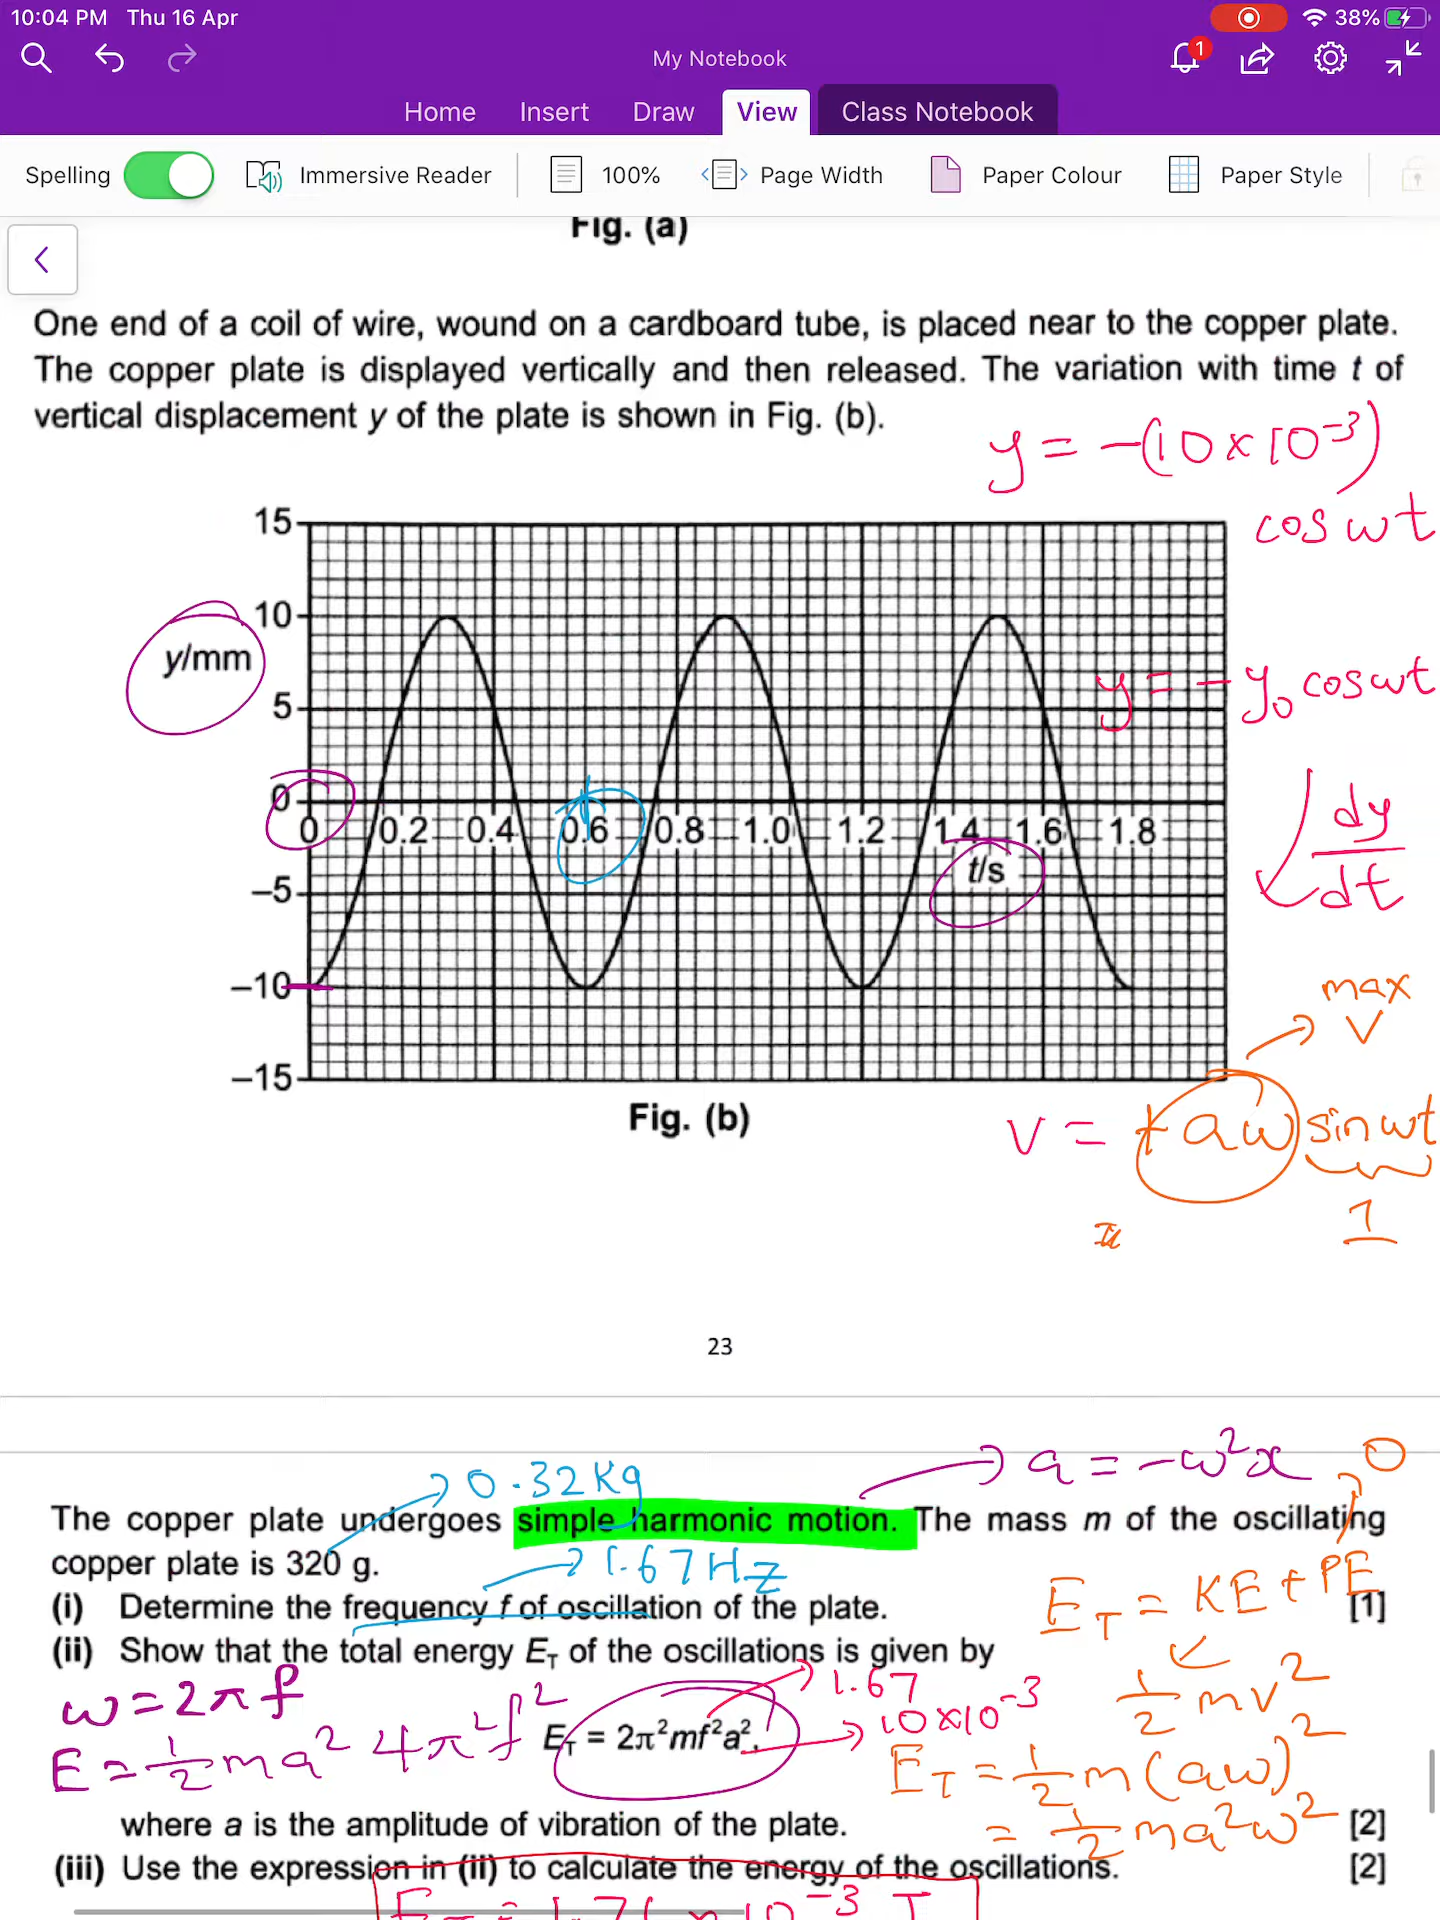 10:04 PM Thu 16 Apr
38%
My Notebook
1
Home Insert Draw View Class Notebook
Spelling Immersive Reader 100% Page Width Paper Colour Paper Style
Fig. (a)
One end of a coil of wire, wound on a cardboard tube, is placed near to the copper plate.
The copper plate is displayed vertically and then released. The variation with time t of
vertical displacement y of the plate is shown in Fig. (b).
y = -(10×10⁻³)
cos ωt
15
10
y/mm
5
y = -y₀ cos ωt
0
0 0.2 0.4 0.6 0.8 1.0 1.2 1.4 1.6 1.8
t/s
dy
dt
-5
-10
-15
max
V
Fig. (b)
V = + aω sin ωt
1
23
0.32Kg
a = -ω²x
0
The copper plate undergoes simple harmonic motion. The mass m of the oscillating
copper plate is 320 g.
1.67Hz
E_T = KE + PE
(i) Determine the frequency f of oscillation of the plate. [1]
(ii) Show that the total energy E_T of the oscillations is given by
ω = 2πf
1.67
10×10⁻³
½mv²
E = ½ma² 4π²f²
E_T = 2π²mf²a².
E_T = ½m(aω)²
= ½ma²ω²
where a is the amplitude of vibration of the plate. [2]
(iii) Use the expression in (ii) to calculate the energy of the oscillations. [2]